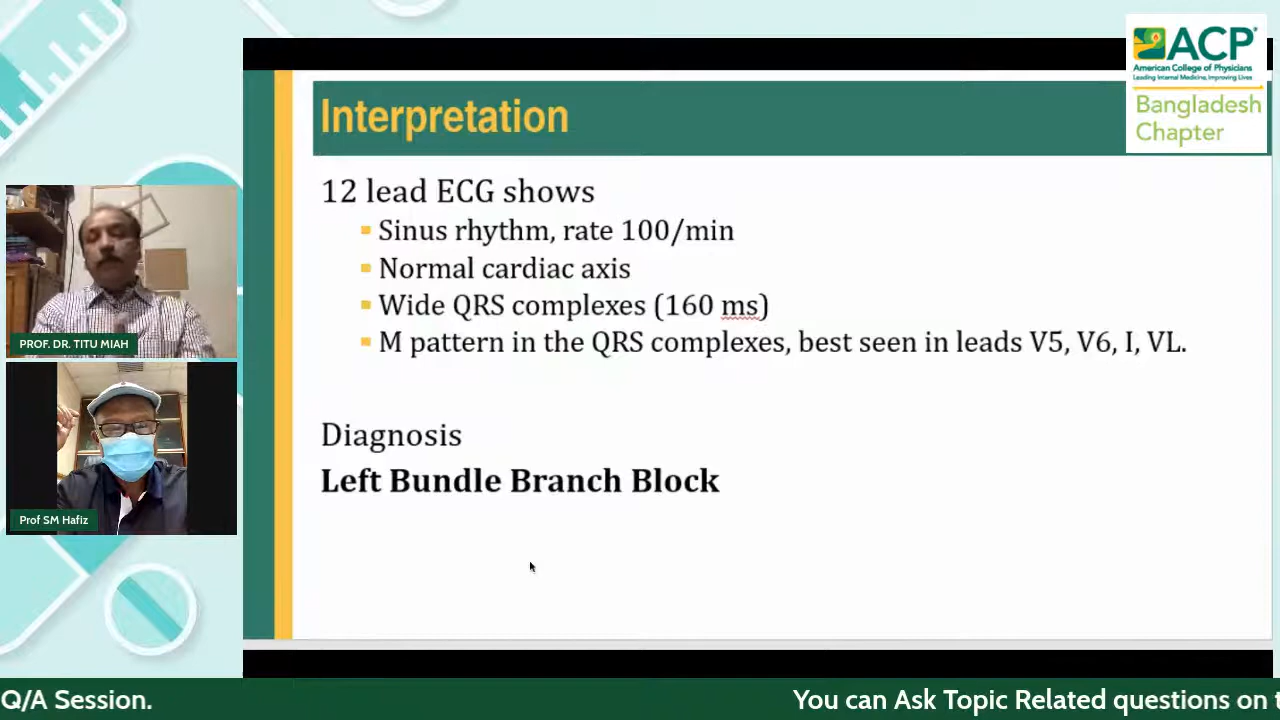 ACP
American College of Physicians
Leading Internal Medicine, Improving Lives
Bangladesh
Chapter
Interpretation
12 lead ECG shows
Sinus rhythm, rate 100/min
Normal cardiac axis
Wide QRS complexes (160 ms)
M pattern in the QRS complexes, best seen in leads V5, V6, I, VL.
Diagnosis
Left Bundle Branch Block
PROF. DR. TITU MIAH
Prof SM Hafiz
Q/A Session.
You can Ask Topic Related questions on t